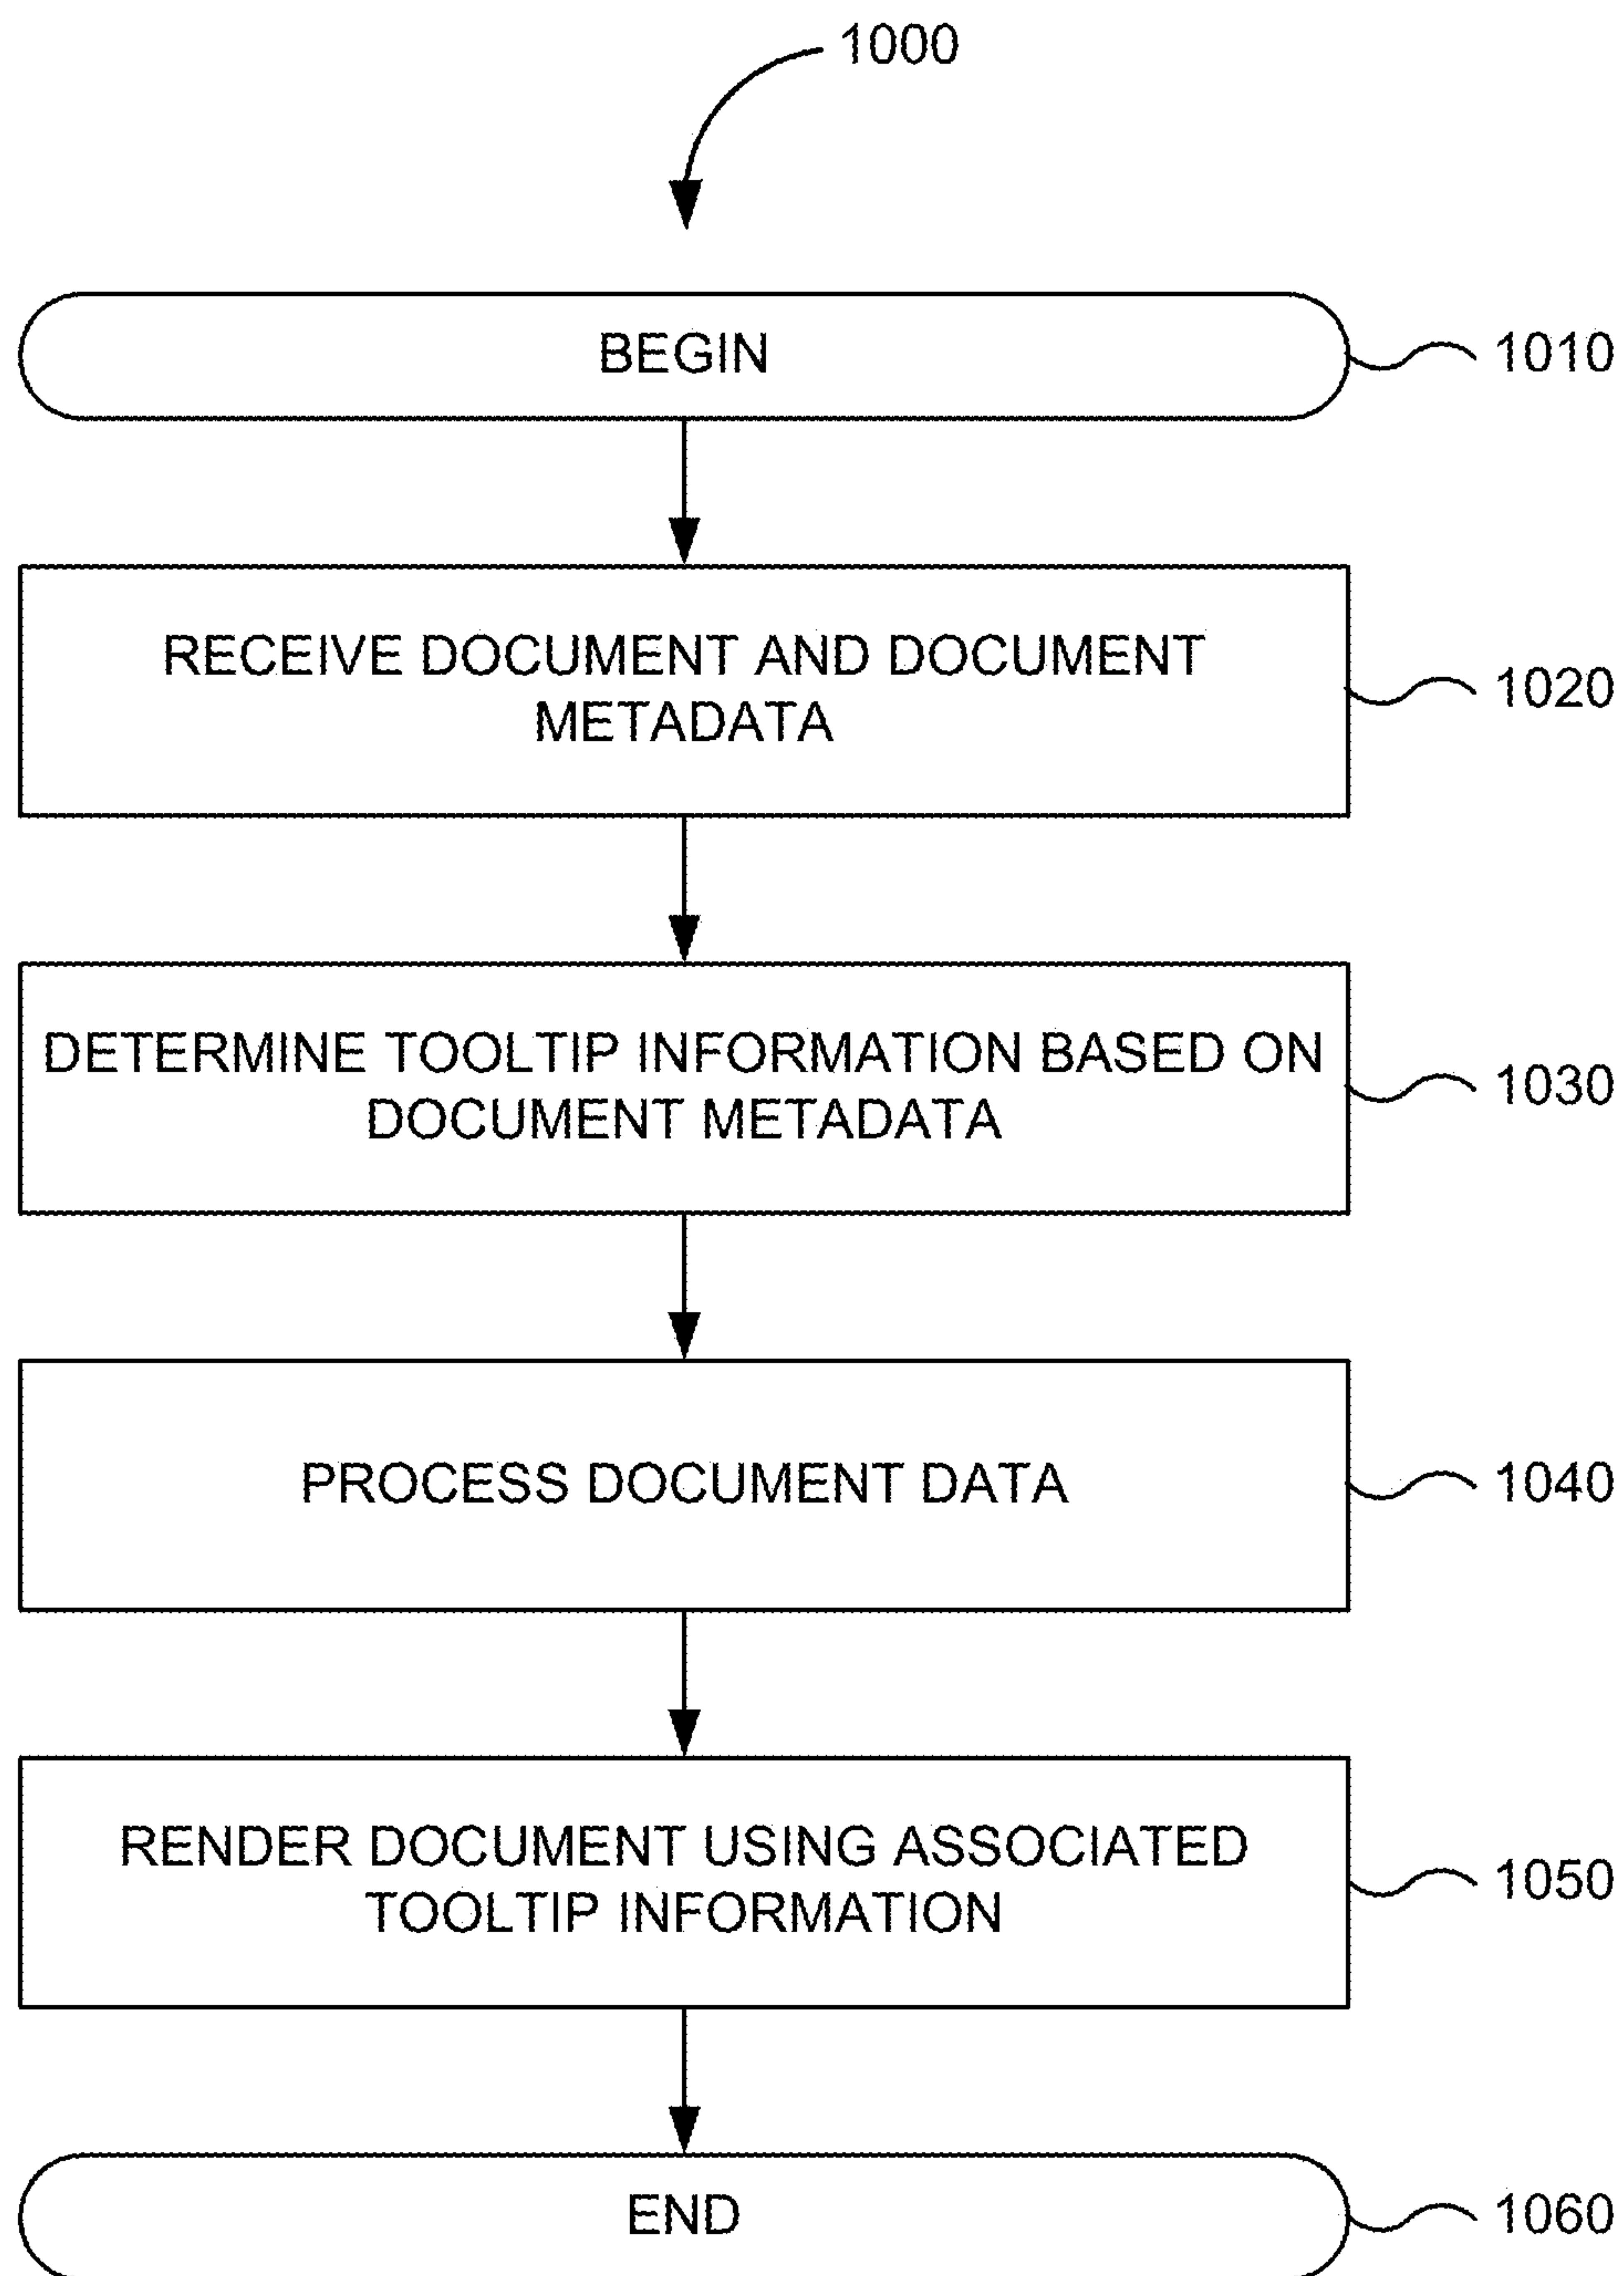 1000
BEGIN
1010
RECEIVE DOCUMENT AND DOCUMENT
METADATA
1020
DETERMINE TOOLTIP INFORMATION BASED ON
DOCUMENT METADATA
1030
PROCESS DOCUMENT DATA
1040
RENDER DOCUMENT USING ASSOCIATED
TOOLTIP INFORMATION
1050
END
1060